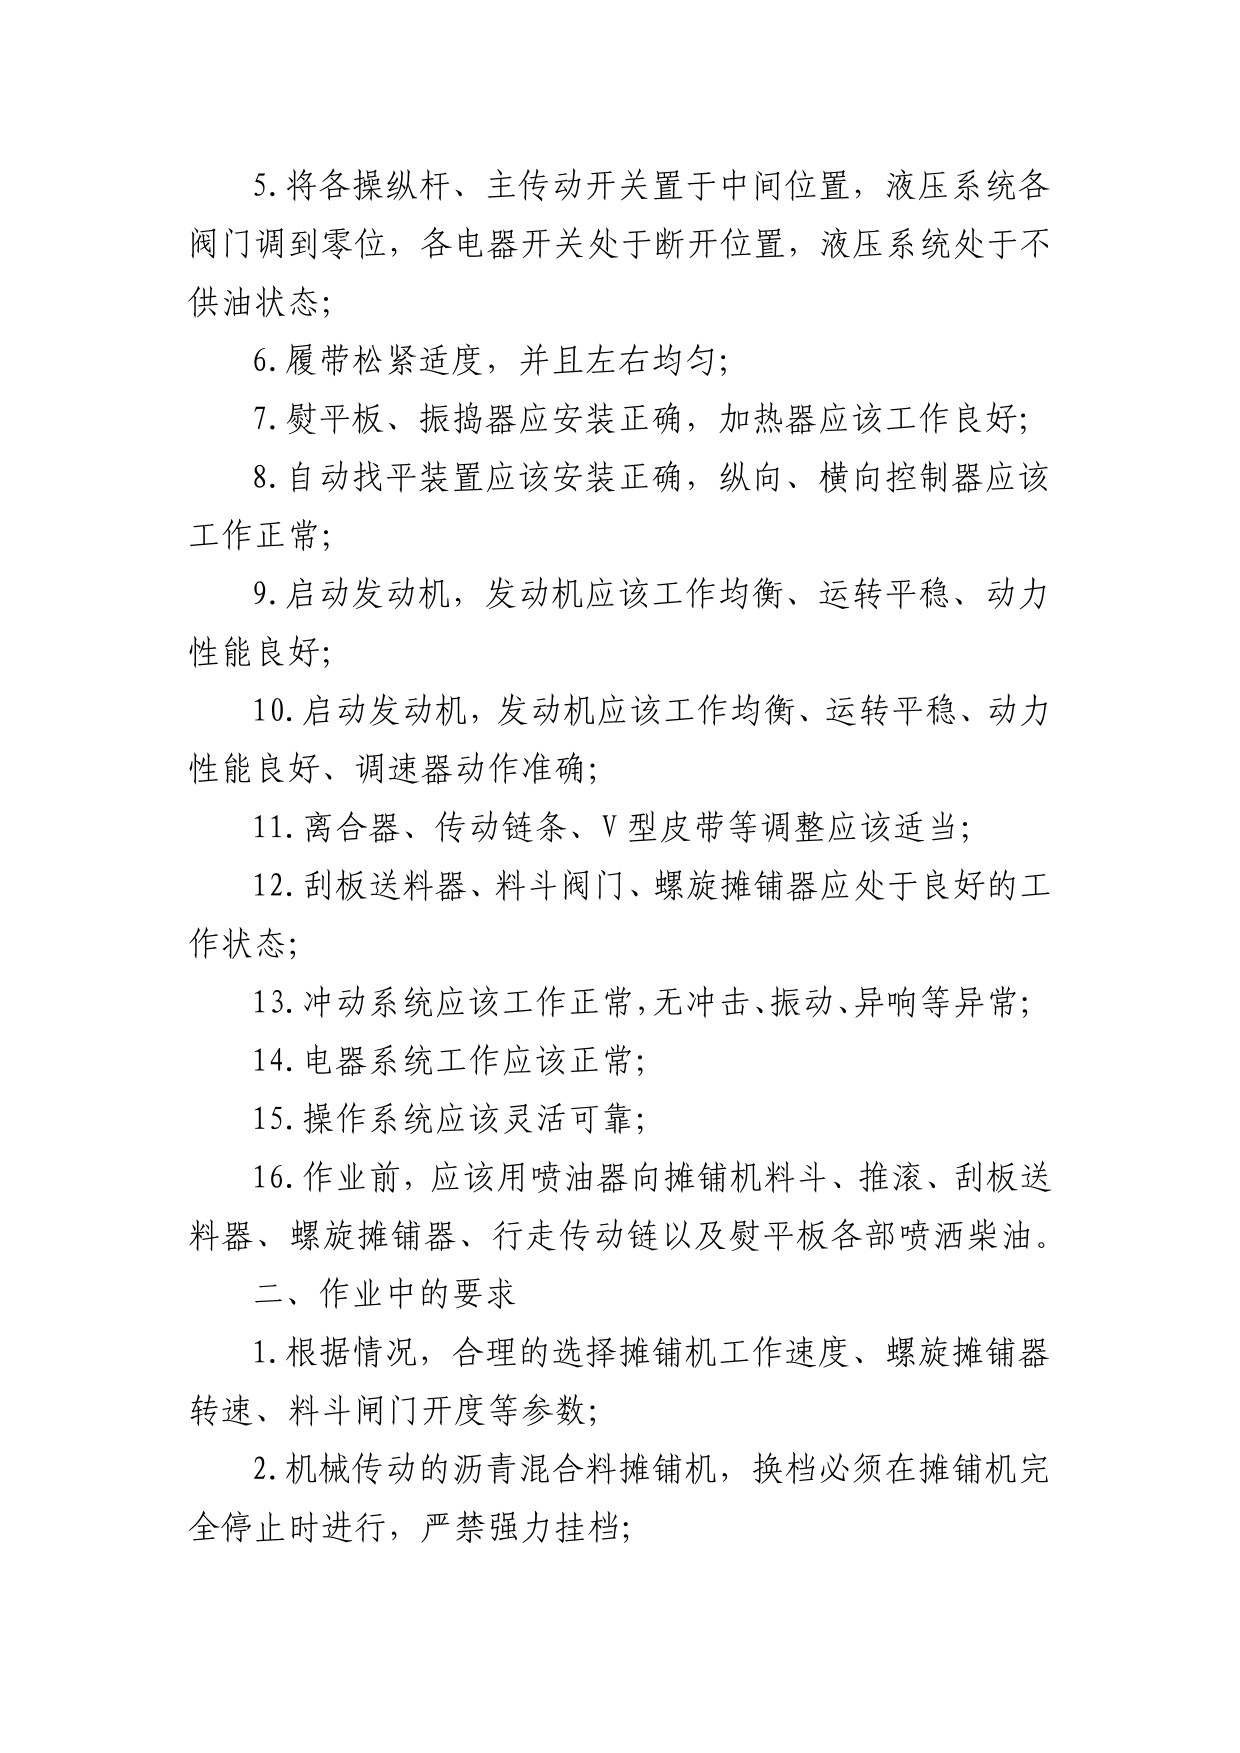 5.将各操纵杆、主传动开关置于中间位置，液压系统各
阀门调到零位，各电器开关处于断开位置，液压系统处于不
供油状态；
6.履带松紧适度，并且左右均匀；
7.熨平板、振捣器应安装正确，加热器应该工作良好；
8.自动找平装置应该安装正确，纵向、横向控制器应该
工作正常；
9.启动发动机，发动机应该工作均衡、运转平稳、动力
性能良好；
10.启动发动机，发动机应该工作均衡、运转平稳、动力
性能良好、调速器动作准确；
11.离合器、传动链条、V型皮带等调整应该适当；
12.刮板送料器、料斗阀门、螺旋摊铺器应处于良好的工
作状态；
13.冲动系统应该工作正常，无冲击、振动、异响等异常；
14.电器系统工作应该正常；
15.操作系统应该灵活可靠；
16.作业前，应该用喷油器向摊铺机料斗、推滚、刮板送
料器、螺旋摊铺器、行走传动链以及熨平板各部喷洒柴油。
二、作业中的要求
1.根据情况，合理的选择摊铺机工作速度、螺旋摊铺器
转速、料斗闸门开度等参数；
2.机械传动的沥青混合料摊铺机，换档必须在摊铺机完
全停止时进行，严禁强力挂档；